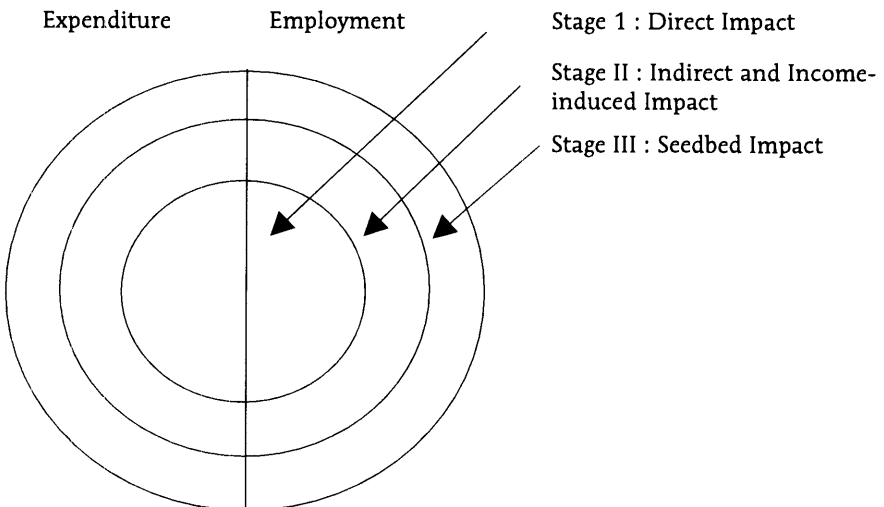 Expenditure
Employment
Stage 1 : Direct Impact
Stage II : Indirect and Income-
induced Impact
Stage III : Seedbed Impact